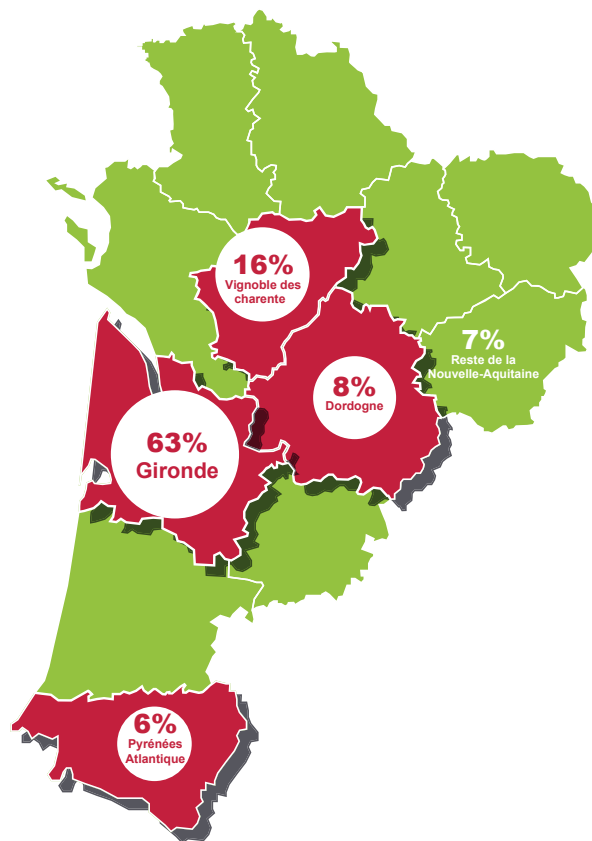 16%
Vignoble des
charente
7%
Reste de la
Nouvelle-Aquitaine
8%
Dordogne
63%
Gironde
6%
Pyrénées
Atlantique